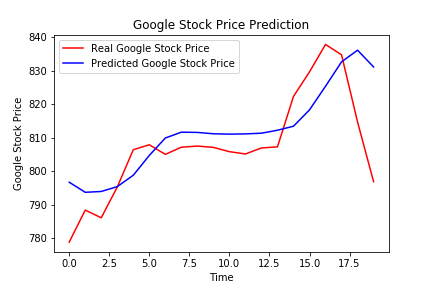 Google Stock Price Prediction
Real Google Stock Price
Predicted Google Stock Price
Google Stock Price
840
830
820
810
800
790
780
0.0 2.5 5.0 7.5 10.0 12.5 15.0 17.5
Time